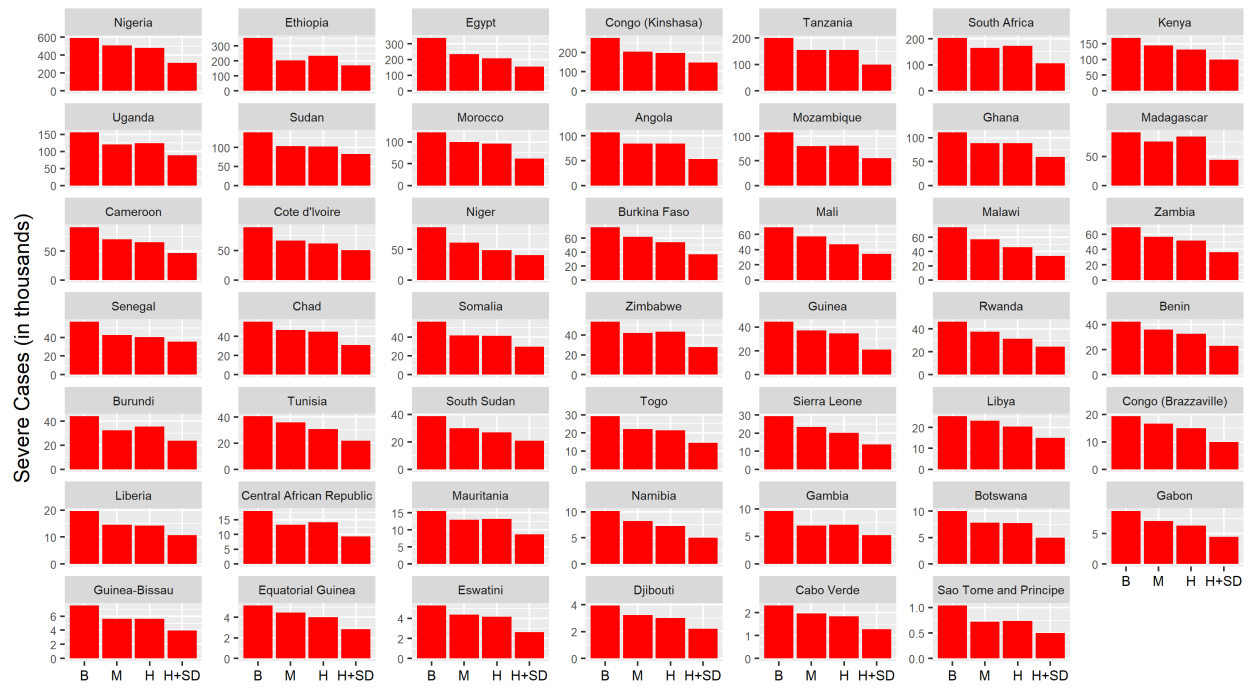 Severe Cases (in thousands)
Nigeria Ethiopia Egypt Congo (Kinshasa) Tanzania South Africa Kenya
600 400 200 0
300 200 100 0
300 200 100 0
200 100 0
200 100 0
200 100 0
150 100 50 0
Uganda Sudan Morocco Angola Mozambique Ghana Madagascar
150 100 50 0
100 50 0
100 50 0
100 50 0
100 50 0
100 50 0
50 0
Cameroon Cote d'Ivoire Niger Burkina Faso Mali Malawi Zambia
50 0
50 0
50 0
60 40 20 0
60 40 20 0
60 40 20 0
60 40 20 0
Senegal Chad Somalia Zimbabwe Guinea Rwanda Benin
40 20 0
40 20 0
40 20 0
40 20 0
40 20 0
40 20 0
40 20 0
Burundi Tunisia South Sudan Togo Sierra Leone Libya Congo (Brazzaville)
40 20 0
40 20 0
40 20 0
30 20 10 0
30 20 10 0
20 10 0
20 10 0
Liberia Central African Republic Mauritania Namibia Gambia Botswana Gabon
20 10 0
15 10 5 0
15 10 5 0
10 5 0
10 5 0
10 5 0
5 0
B M H H+SD
Guinea-Bissau Equatorial Guinea Eswatini Djibouti Cabo Verde Sao Tome and Principe
6 4 2 0
4 2 0
4 2 0
4 2 0
2 1 0
1.0 0.5 0.0
B M H H+SD
B M H H+SD
B M H H+SD
B M H H+SD
B M H H+SD
B M H H+SD